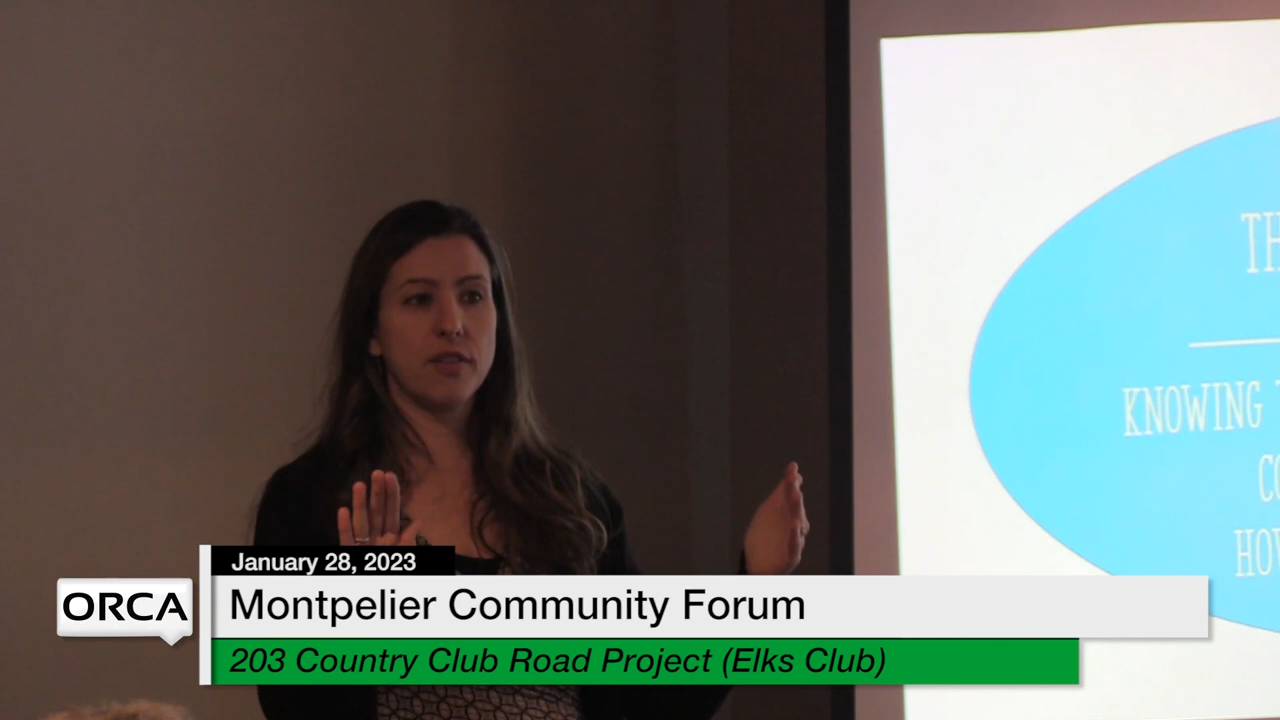 KNOWING
January 28, 2023
ORCA
Montpelier Community Forum
203 Country Club Road Project (Elks Club)